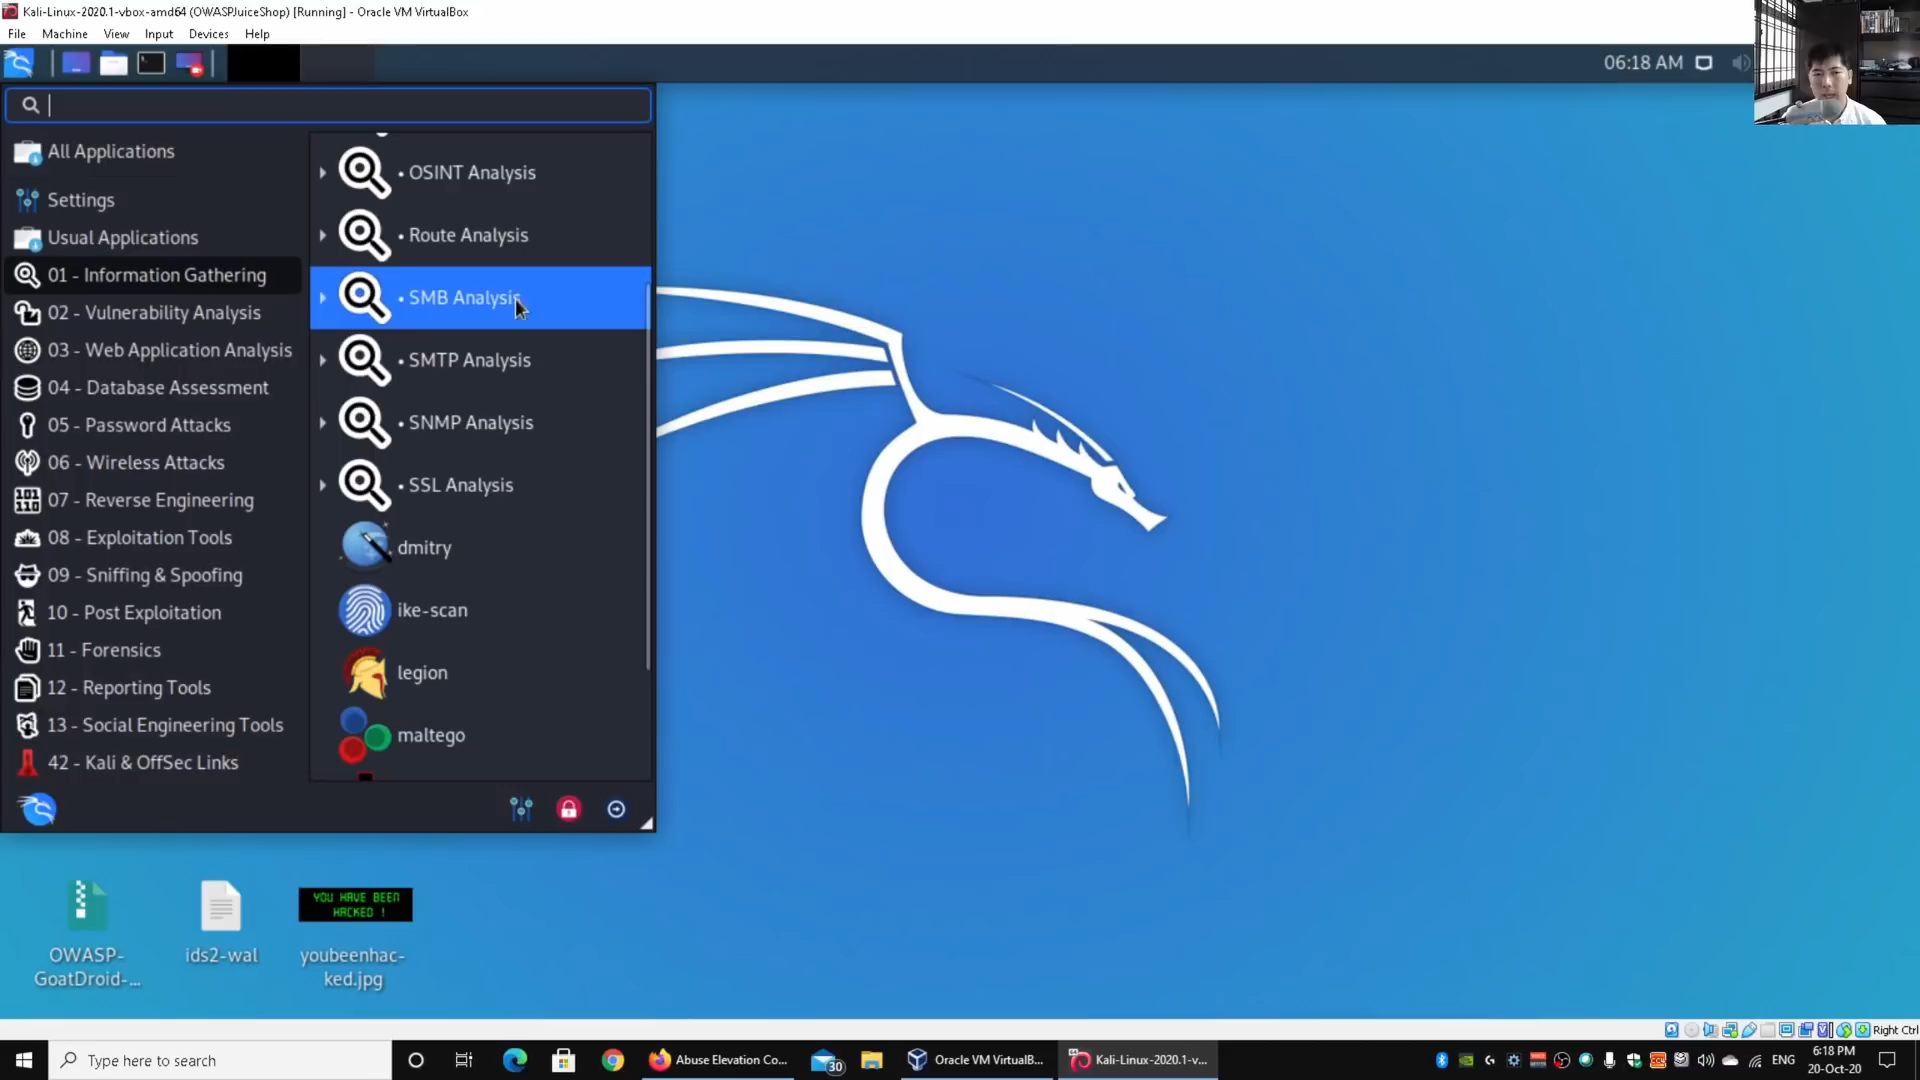 Kali-Linux-2020.1-vbox-amd64 (OWASPJuiceShop) [Running] - Oracle VM VirtualBox
File Machine View Input Devices Help
06:18 AM
All Applications
Settings
Usual Applications
01 - Information Gathering
02 - Vulnerability Analysis
03 - Web Application Analysis
04 - Database Assessment
05 - Password Attacks
06 - Wireless Attacks
07 - Reverse Engineering
08 - Exploitation Tools
09 - Sniffing & Spoofing
10 - Post Exploitation
11 - Forensics
12 - Reporting Tools
13 - Social Engineering Tools
42 - Kali & OffSec Links
• OSINT Analysis
• Route Analysis
• SMB Analysis
• SMTP Analysis
• SNMP Analysis
• SSL Analysis
dmitry
ike-scan
legion
maltego
YOU HAVE BEEN
HACKED !
OWASP-
GoatDroid-...
ids2-wal
youbeenhac-
ked.jpg
Right Ctrl
Type here to search
Abuse Elevation Co...
30
Oracle VM VirtualB...
Kali-Linux-2020.1-v...
ENG
6:18 PM
20-Oct-20